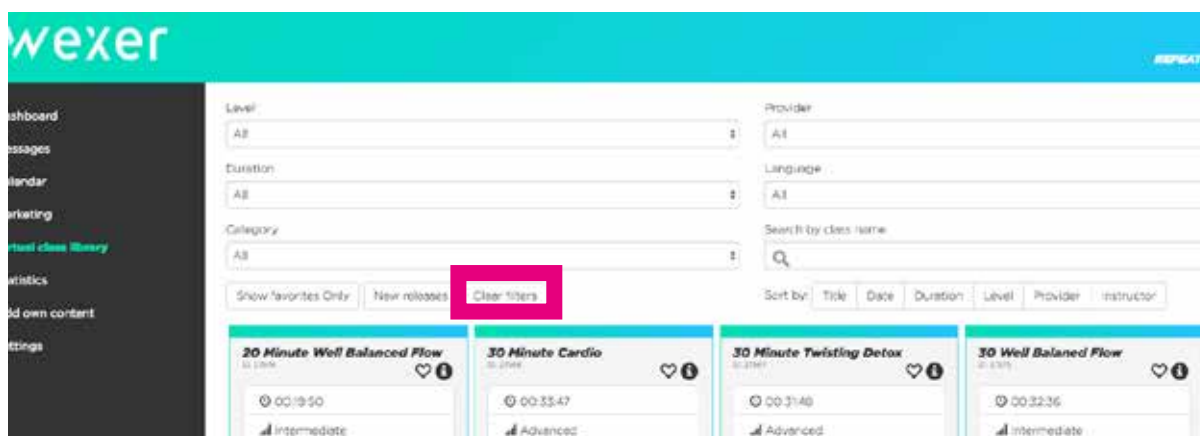 wexer
REPEAT
shboard
essages
lendar
arketing
rtual class library
atistics
dd own content
ttings
Level
All
Provider
All
Duration
All
Language
All
Category
All
Search by class name
Show favorites Only New releases Clear filters
Sort by: Title Date Duration Level Provider Instructor
20 Minute Well Balanced Flow
00:19:50
Intermediate
30 Minute Cardio
00:33:47
Advanced
30 Minute Twisting Detox
00:31:48
Advanced
30 Well Balaned Flow
00:32:36
Intermediate